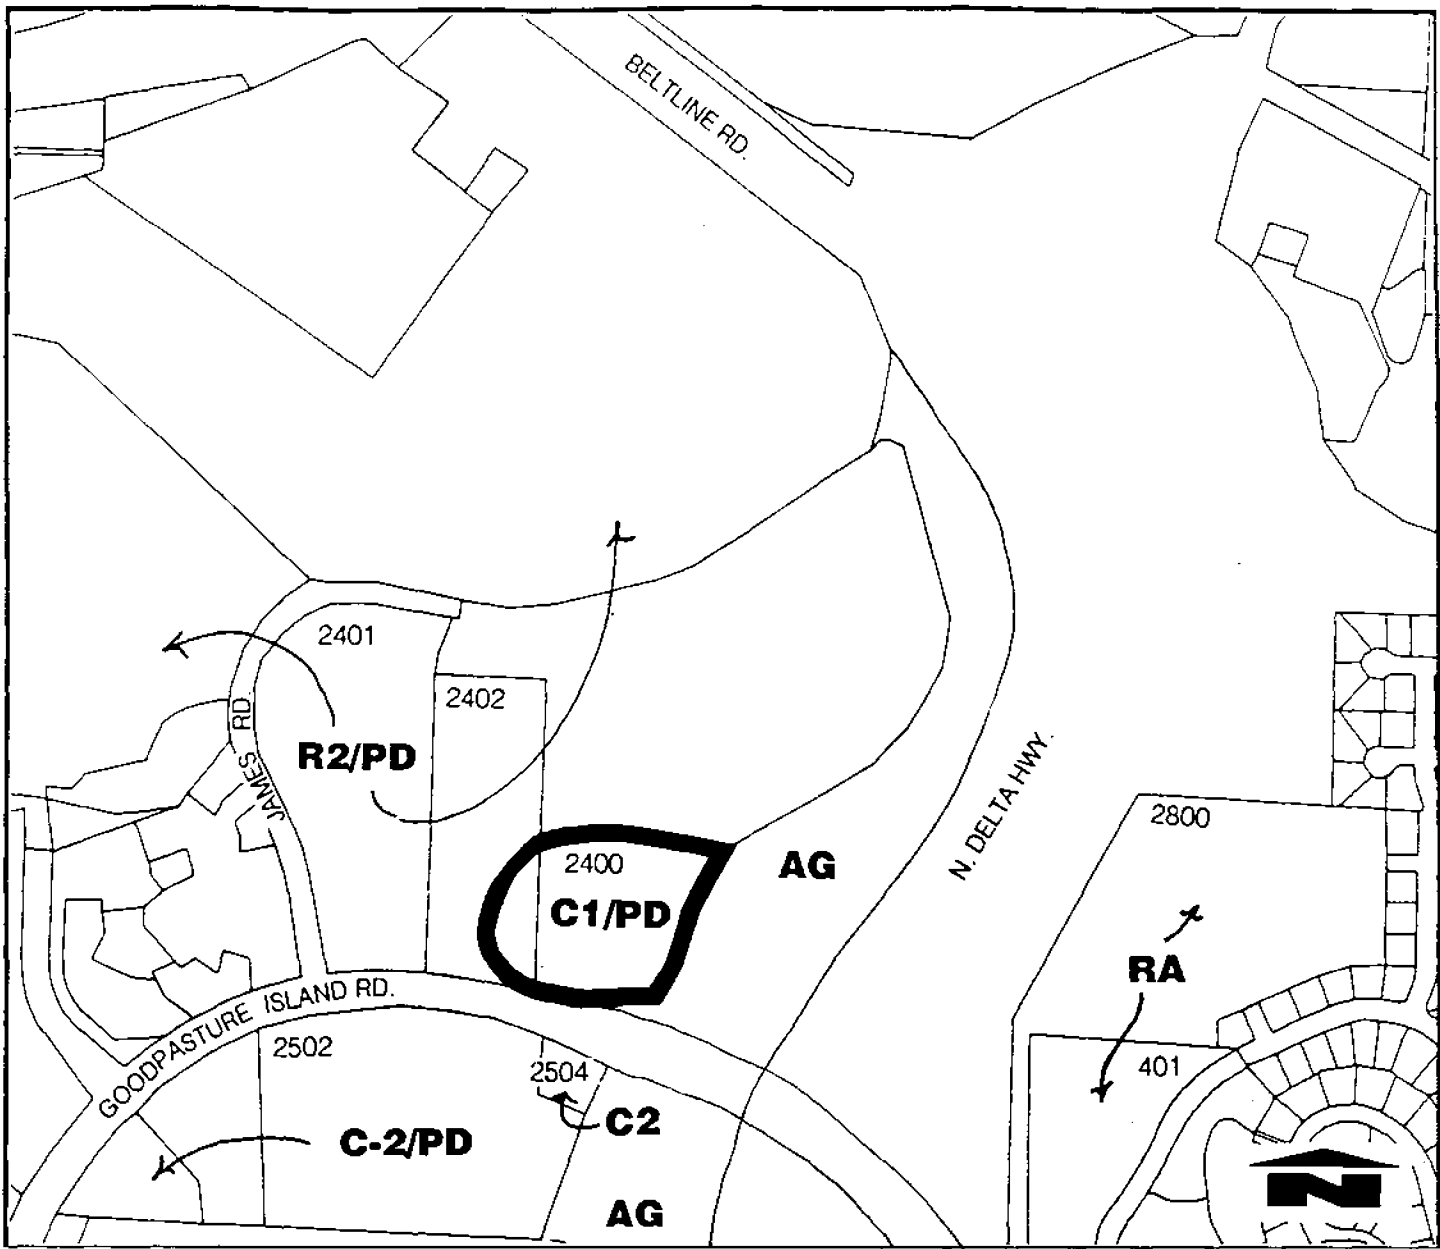 BELTLINE RD.
2401
2402
JAMES RD.
R2/PD
N. DELTA HWY.
2800
2400
AG
C1/PD
RA
GOODPASTURE ISLAND RD.
2502
2504
401
C2
C-2/PD
N
AG